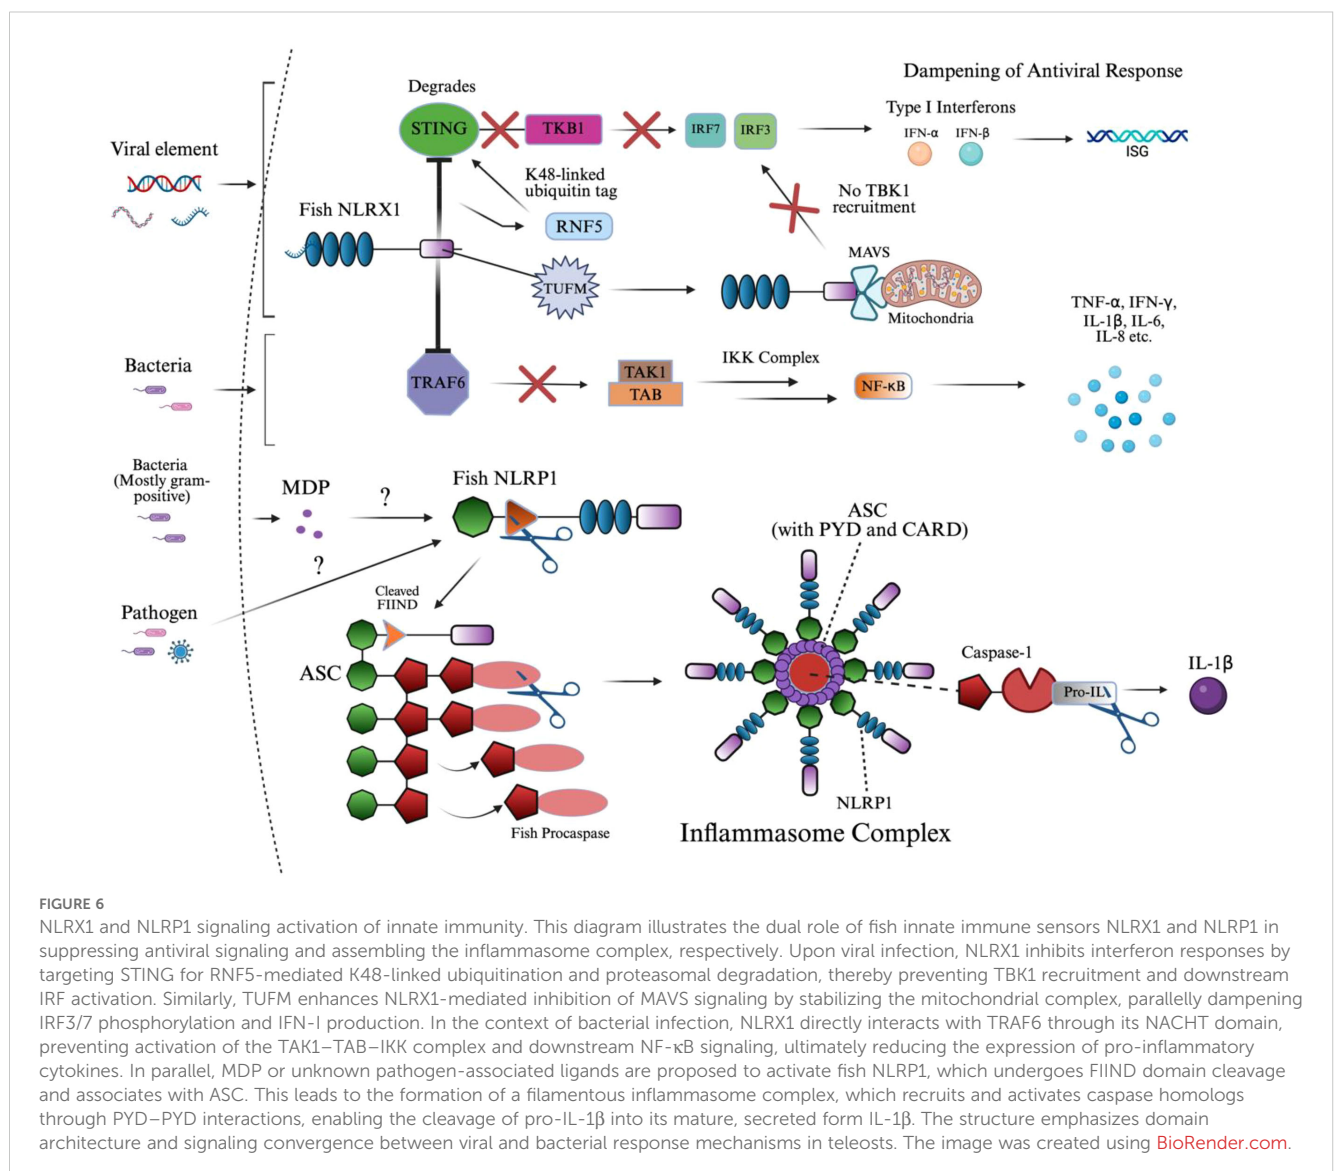 Dampening of Antiviral Response
Degrades
Type I Interferons
STING
TKB1
IRF7
IRF3
IFN-α
IFN-β
ISG
Viral element
K48-linked
ubiquitin tag
No TBK1
recruitment
Fish NLRX1
RNF5
MAVS
TUFM
Mitochondria
TNF-α, IFN-γ,
IL-1β, IL-6,
IL-8 etc.
Bacteria
IKK Complex
TRAF6
TAK1
TAB
NF-κB
Bacteria
(Mostly gram-
positive)
MDP
?
Fish NLRP1
?
ASC
(with PYD and CARD)
Pathogen
Cleaved
FIIND
ASC
Caspase-1
Pro-IL
IL-1β
NLRP1
Fish Procaspase
Inflammasome Complex
FIGURE 6
NLRX1 and NLRP1 signaling activation of innate immunity. This diagram illustrates the dual role of fish innate immune sensors NLRX1 and NLRP1 in
suppressing antiviral signaling and assembling the inflammasome complex, respectively. Upon viral infection, NLRX1 inhibits interferon responses by
targeting STING for RNF5-mediated K48-linked ubiquitination and proteasomal degradation, thereby preventing TBK1 recruitment and downstream
IRF activation. Similarly, TUFM enhances NLRX1-mediated inhibition of MAVS signaling by stabilizing the mitochondrial complex, parallelly dampening
IRF3/7 phosphorylation and IFN-I production. In the context of bacterial infection, NLRX1 directly interacts with TRAF6 through its NACHT domain,
preventing activation of the TAK1–TAB–IKK complex and downstream NF-κB signaling, ultimately reducing the expression of pro-inflammatory
cytokines. In parallel, MDP or unknown pathogen-associated ligands are proposed to activate fish NLRP1, which undergoes FIIND domain cleavage
and associates with ASC. This leads to the formation of a filamentous inflammasome complex, which recruits and activates caspase homologs
through PYD–PYD interactions, enabling the cleavage of pro-IL-1β into its mature, secreted form IL-1β. The structure emphasizes domain
architecture and signaling convergence between viral and bacterial response mechanisms in teleosts. The image was created using BioRender.com.